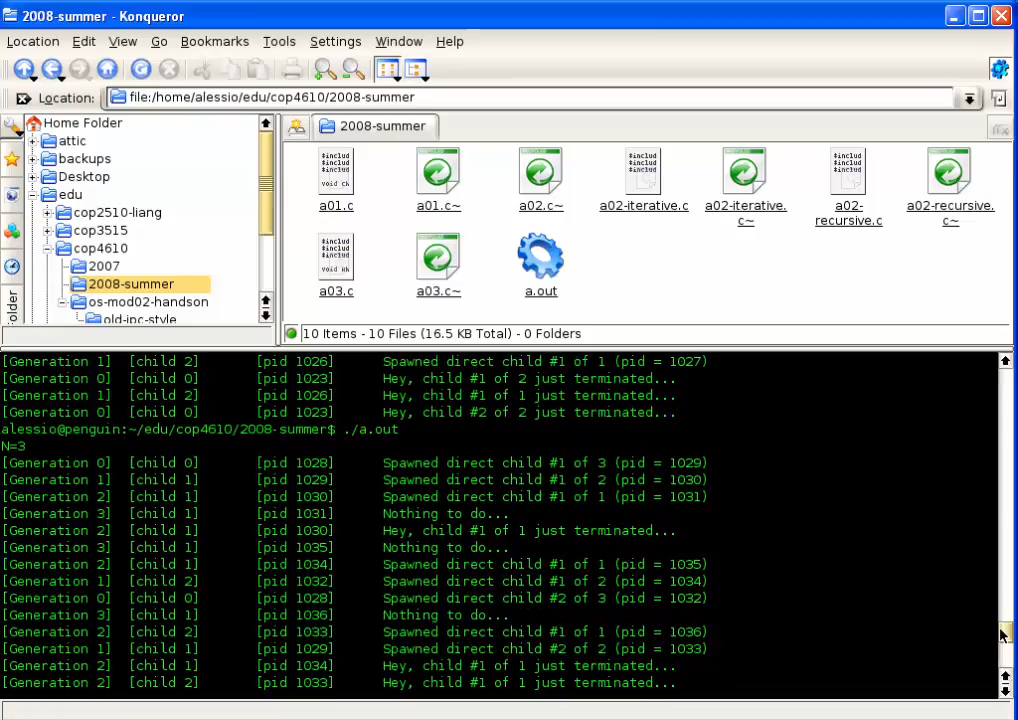 2008-summer - Konqueror
Location Edit View Go Bookmarks Tools Settings Window Help
Location: file:/home/alessio/edu/cop4610/2008-summer
Home Folder
attic
backups
Desktop
edu
cop2510-liang
cop3515
cop4610
2007
2008-summer
os-mod02-handson
old-ipc-style
older
2008-summer
#includ
#includ
#includ
void ch
#includ
#includ
#includ
#includ
#includ
#includ
a01.c a01.c~ a02.c~ a02-iterative.c a02-iterative. a02- a02-recursive.
c~ recursive.c c~
#includ
#includ
#includ
a03.c a03.c~ a.out
10 Items - 10 Files (16.5 KB Total) - 0 Folders
[Generation 1] [child 2] [pid 1026] Spawned direct child #1 of 1 (pid = 1027)
[Generation 0] [child 0] [pid 1023] Hey, child #1 of 2 just terminated...
[Generation 1] [child 2] [pid 1026] Hey, child #1 of 1 just terminated...
[Generation 0] [child 0] [pid 1023] Hey, child #2 of 2 just terminated...
alessio@penguin:~/edu/cop4610/2008-summer$ ./a.out
N=3
[Generation 0] [child 0] [pid 1028] Spawned direct child #1 of 3 (pid = 1029)
[Generation 1] [child 1] [pid 1029] Spawned direct child #1 of 2 (pid = 1030)
[Generation 2] [child 1] [pid 1030] Spawned direct child #1 of 1 (pid = 1031)
[Generation 3] [child 1] [pid 1031] Nothing to do...
[Generation 2] [child 1] [pid 1030] Hey, child #1 of 1 just terminated...
[Generation 3] [child 1] [pid 1035] Nothing to do...
[Generation 2] [child 1] [pid 1034] Spawned direct child #1 of 1 (pid = 1035)
[Generation 1] [child 2] [pid 1032] Spawned direct child #1 of 2 (pid = 1034)
[Generation 0] [child 0] [pid 1028] Spawned direct child #2 of 3 (pid = 1032)
[Generation 3] [child 1] [pid 1036] Nothing to do...
[Generation 2] [child 2] [pid 1033] Spawned direct child #1 of 1 (pid = 1036)
[Generation 1] [child 1] [pid 1029] Spawned direct child #2 of 2 (pid = 1033)
[Generation 2] [child 1] [pid 1034] Hey, child #1 of 1 just terminated...
[Generation 2] [child 2] [pid 1033] Hey, child #1 of 1 just terminated...